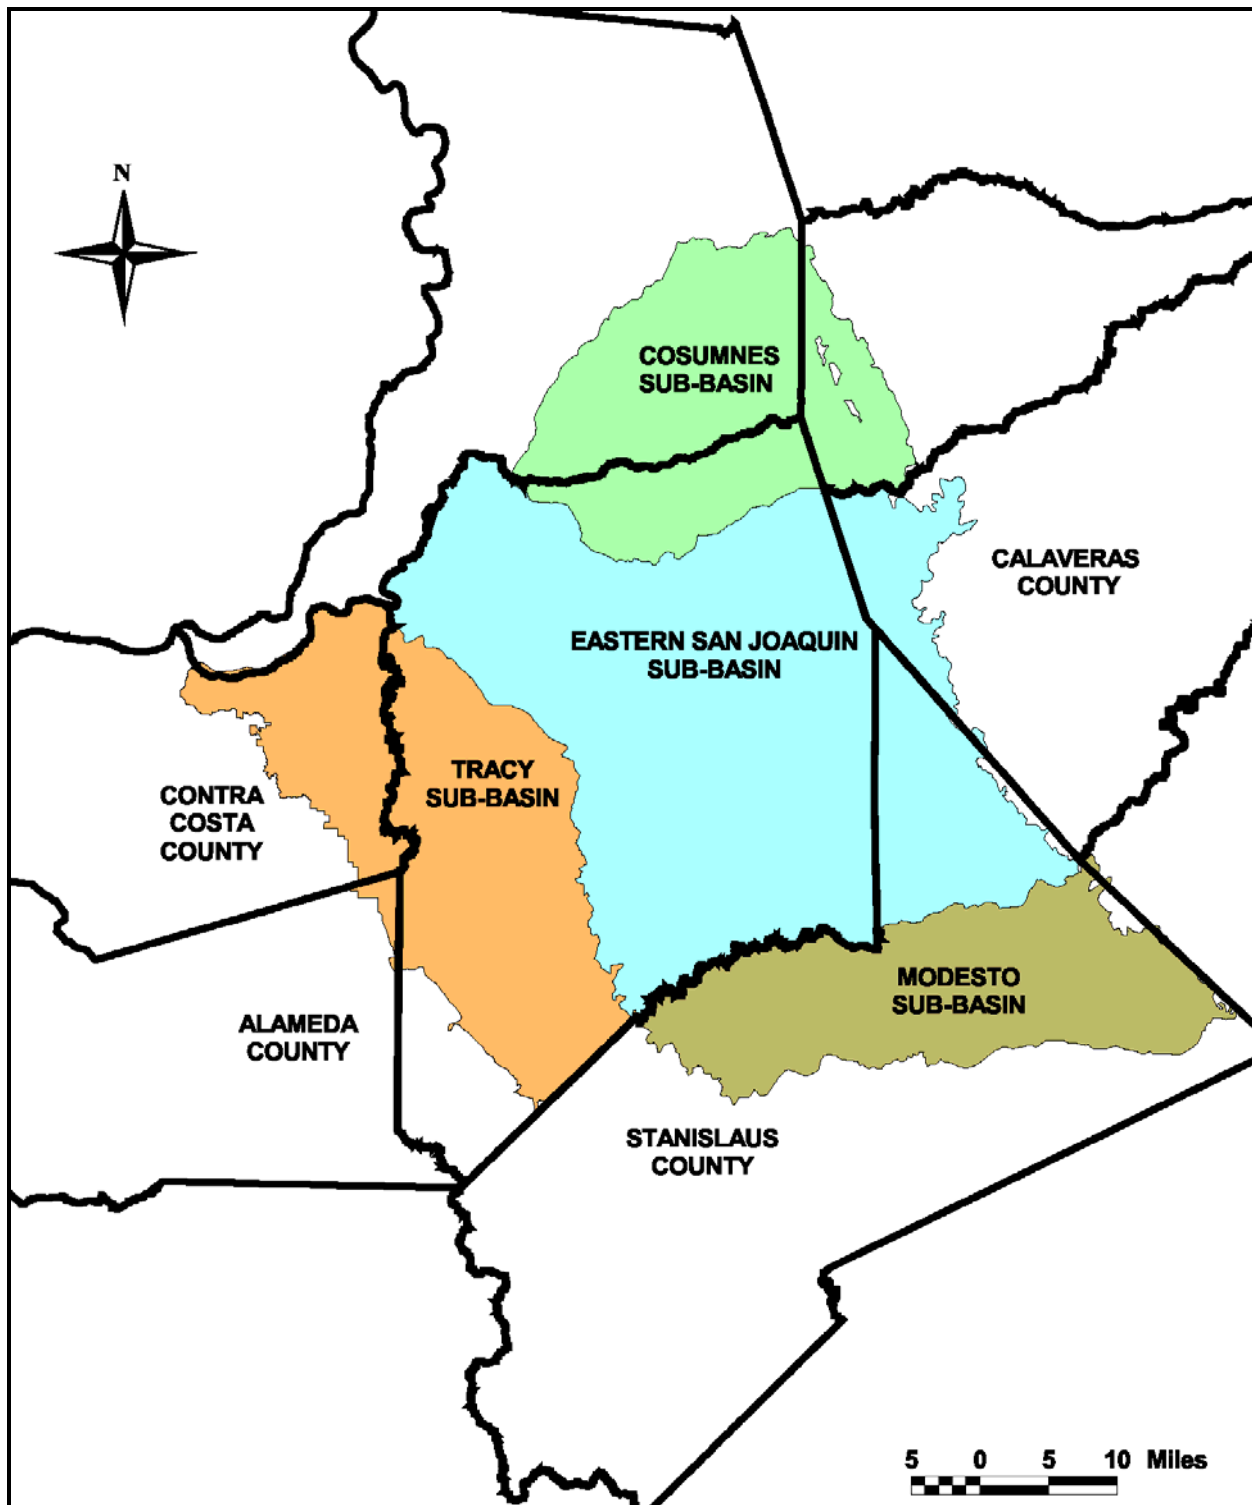 N
COSUMNES
SUB-BASIN
CALAVERAS
COUNTY
EASTERN SAN JOAQUIN
SUB-BASIN
TRACY
SUB-BASIN
CONTRA
COSTA
COUNTY
MODESTO
SUB-BASIN
ALAMEDA
COUNTY
STANISLAUS
COUNTY
5 0 5 10 Miles